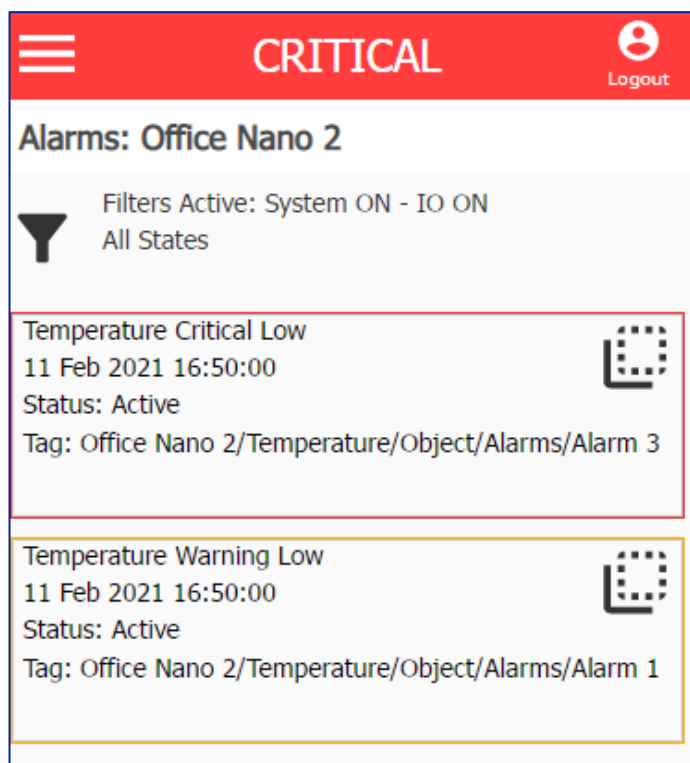 CRITICAL
Logout
Alarms: Office Nano 2
Filters Active: System ON - IO ON
All States
Temperature Critical Low
11 Feb 2021 16:50:00
Status: Active
Tag: Office Nano 2/Temperature/Object/Alarms/Alarm 3
Temperature Warning Low
11 Feb 2021 16:50:00
Status: Active
Tag: Office Nano 2/Temperature/Object/Alarms/Alarm 1